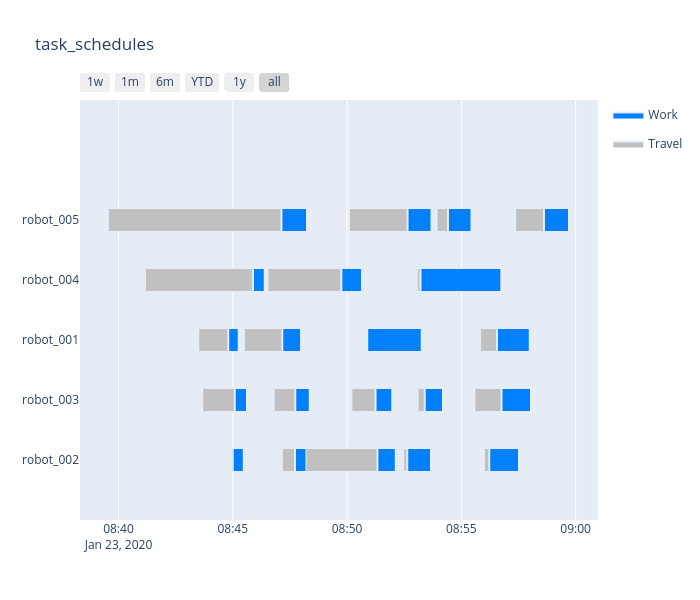 task_schedules
1w 1m 6m YTD 1y all
Work
Travel
robot_005
robot_004
robot_001
robot_003
robot_002
08:40 08:45 08:50 08:55 09:00
Jan 23, 2020